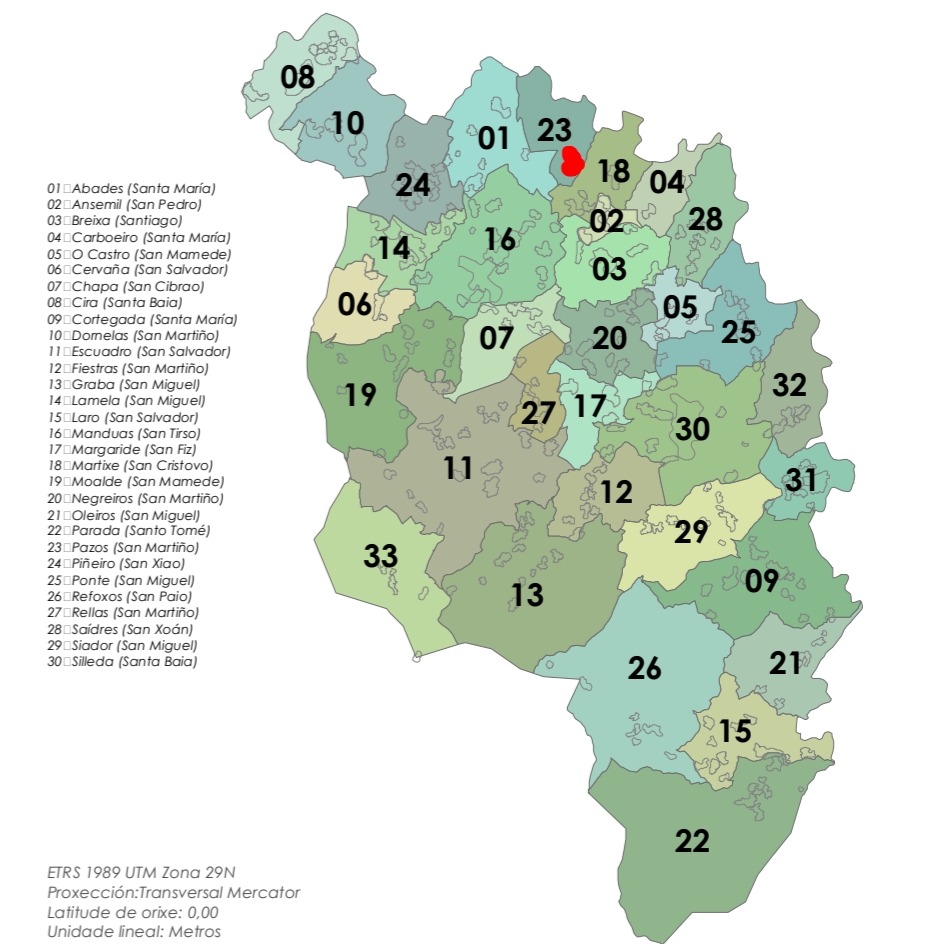 08
10
01
23
18
04
24
02
28
16
14
03
06
05
07
20
25
32
19
27
17
30
11
12
31
29
33
13
09
26
21
15
22
01□Abades (Santa María)
02□Ansemil (San Pedro)
03□Breixa (Santiago)
04□Carboeiro (Santa María)
05□O Castro (San Mamede)
06□Cervaña (San Salvador)
07□Chapa (San Cibrao)
08□Cira (Santa Baia)
09□Cortegada (Santa María)
10□Dornelas (San Martiño)
11□Escuadro (San Salvador)
12□Fiestras (San Martiño)
13□Graba (San Miguel)
14□Lamela (San Miguel)
15□Laro (San Salvador)
16□Manduas (San Tirso)
17□Margaride (San Fiz)
18□Martixe (San Cristovo)
19□Moalde (San Mamede)
20□Negreiros (San Martiño)
21□Oleiros (San Miguel)
22□Parada (Santo Tomé)
23□Pazos (San Martiño)
24□Piñeiro (San Xiao)
25□Ponte (San Miguel)
26□Refoxos (San Paio)
27□Rellas (San Martiño)
28□Saídres (San Xoán)
29□Siador (San Miguel)
30□Silleda (Santa Baia)
ETRS 1989 UTM Zona 29N
Proxección:Transversal Mercator
Latitude de orixe: 0,00
Unidade lineal: Metros